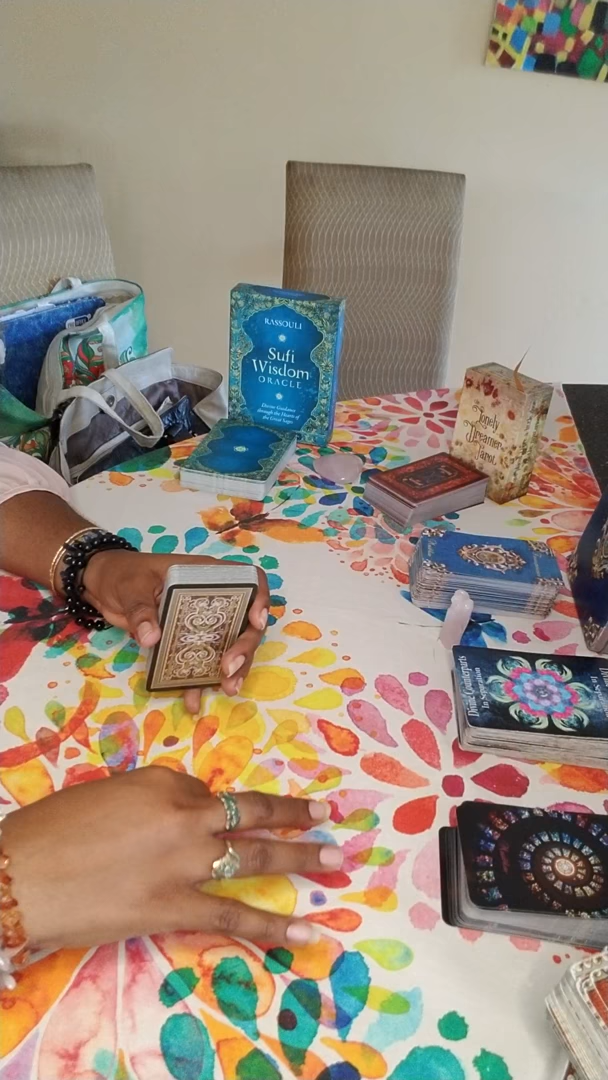 RASSOULI
Sufi
Wisdom
ORACLE
Divine Guidance
through the Hearts of
the Great Sages
Lonely
Dreamer
Tarot
Divine Counterparts
In Separation